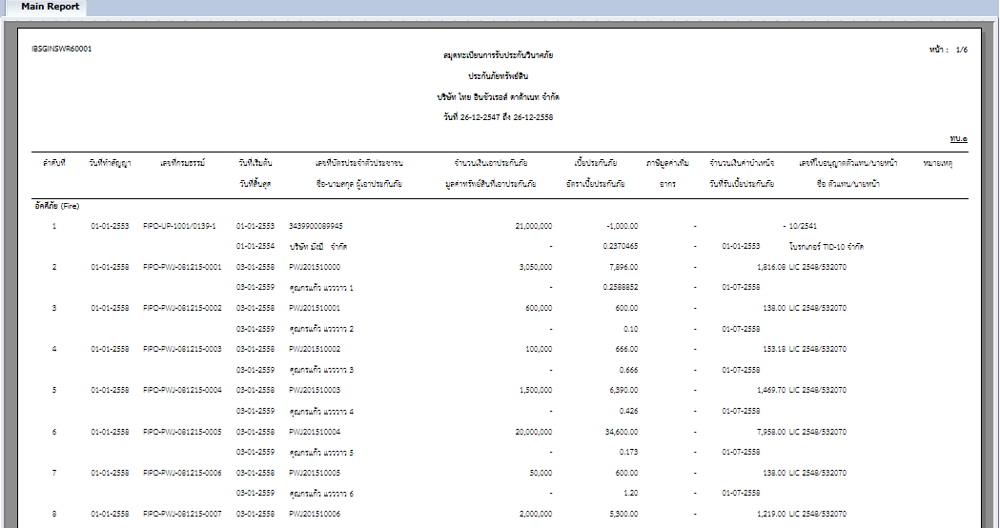 Main Report
IBSGINSWR60001
หน้า : 1/6
สมุดทะเบียนการรับประกันวินาศภัย
ประกันภัยทรัพย์สิน
บริษัท ไทย อินชัวเรอส์ ดาต้าเนท จำกัด
วันที่ 26-12-2547 ถึง 26-12-2558
ทบ.๑
ลำดับที่ วันที่ทำสัญญา เลขที่กรมธรรม์ วันที่เริ่มต้น เลขที่บัตรประจำตัวประชาชน จำนวนเงินเอาประกันภัย เบี้ยประกันภัย ภาษีมูลค่าเพิ่ม จำนวนเงินค่าบำเหน็จ เลขที่ใบอนุญาตตัวแทน/นายหน้า หมายเหตุ
วันที่สิ้นสุด ชื่อ-นามสกุล ผู้เอาประกันภัย มูลค่าทรัพย์สินที่เอาประกันภัย อัตราเบี้ยประกันภัย อากร วันที่รับเบี้ยประกันภัย ชื่อ ตัวแทน/นายหน้า
อัคคีภัย (Fire)
1 01-01-2553 FIPO-UP-1001/0139-1 01-01-2553 3439900089945 21,000,000 -1,000.00 - - 10/2541
01-01-2554 บริษัท มังมี จำกัด - 0.2370465 - 01-01-2553 โบรกเกอร์ TID-10 จำกัด
2 01-01-2558 FIPO-PWJ-081215-0001 03-01-2558 PWJ201510000 3,050,000 7,896.00 - 1,816.08 LIC 2548/532070
03-01-2559 คุณกรแก้ว แวววาว 1 - 0.2588852 - 01-07-2558
3 01-01-2558 FIPO-PWJ-081215-0002 03-01-2558 PWJ201510001 600,000 600.00 - 138.00 LIC 2548/532070
03-01-2559 คุณกรแก้ว แวววาว 2 - 0.10 - 01-07-2558
4 01-01-2558 FIPO-PWJ-081215-0003 03-01-2558 PWJ201510002 100,000 666.00 - 153.18 LIC 2548/532070
03-01-2559 คุณกรแก้ว แวววาว 3 - 0.666 - 01-07-2558
5 01-01-2558 FIPO-PWJ-081215-0004 03-01-2558 PWJ201510003 1,500,000 6,390.00 - 1,469.70 LIC 2548/532070
03-01-2559 คุณกรแก้ว แวววาว 4 - 0.426 - 01-07-2558
6 01-01-2558 FIPO-PWJ-081215-0005 03-01-2558 PWJ201510004 20,000,000 34,600.00 - 7,958.00 LIC 2548/532070
03-01-2559 คุณกรแก้ว แวววาว 5 - 0.173 - 01-07-2558
7 01-01-2558 FIPO-PWJ-081215-0006 03-01-2558 PWJ201510005 50,000 600.00 - 138.00 LIC 2548/532070
03-01-2559 คุณกรแก้ว แวววาว 6 - 1.20 - 01-07-2558
8 01-01-2558 FIPO-PWJ-081215-0007 03-01-2558 PWJ201510006 2,000,000 5,300.00 - 1,219.00 LIC 2548/532070